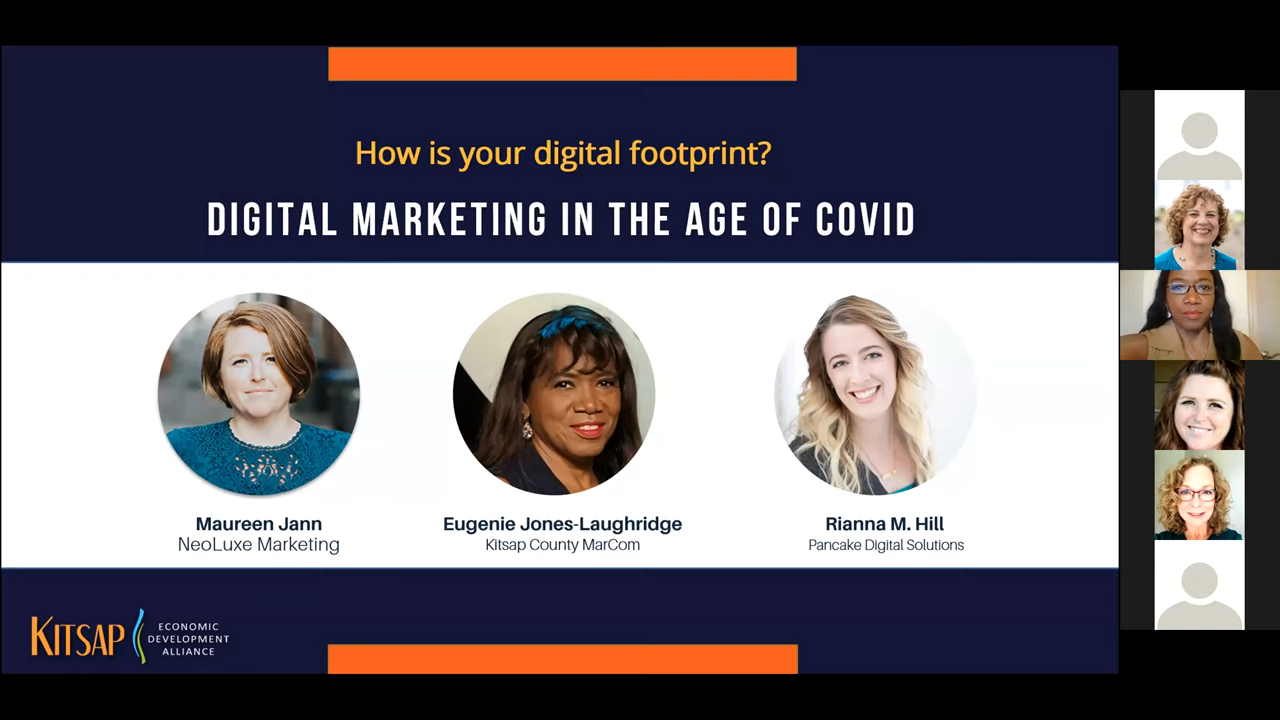 How is your digital footprint?
DIGITAL MARKETING IN THE AGE OF COVID
Maureen Jann
NeoLuxe Marketing
Eugenie Jones-Laughridge
Kitsap County MarCom
Rianna M. Hill
Pancake Digital Solutions
KITSAP
ECONOMIC
DEVELOPMENT
ALLIANCE